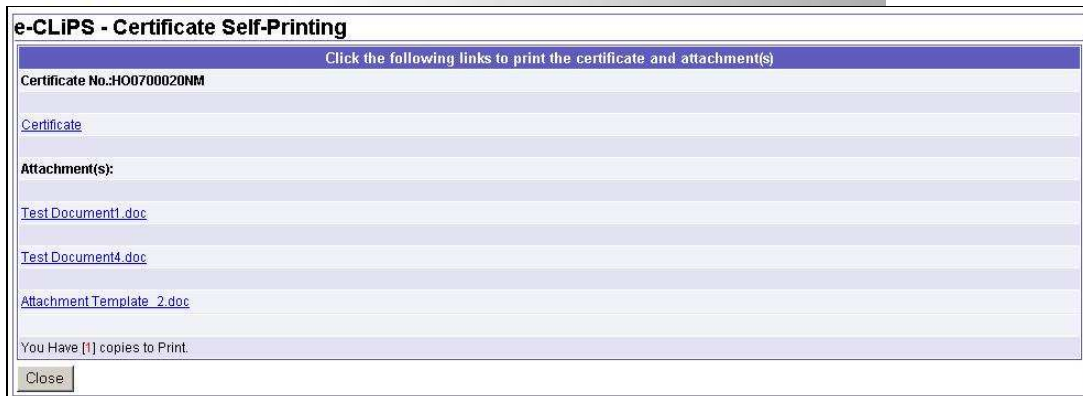 e-CLiPS - Certificate Self-Printing
Click the following links to print the certificate and attachment(s)
Certificate No.:HO0700020NM
Certificate
Attachment(s):
Test Document1.doc
Test Document4.doc
Attachment Template_2.doc
You Have [1] copies to Print.
Close